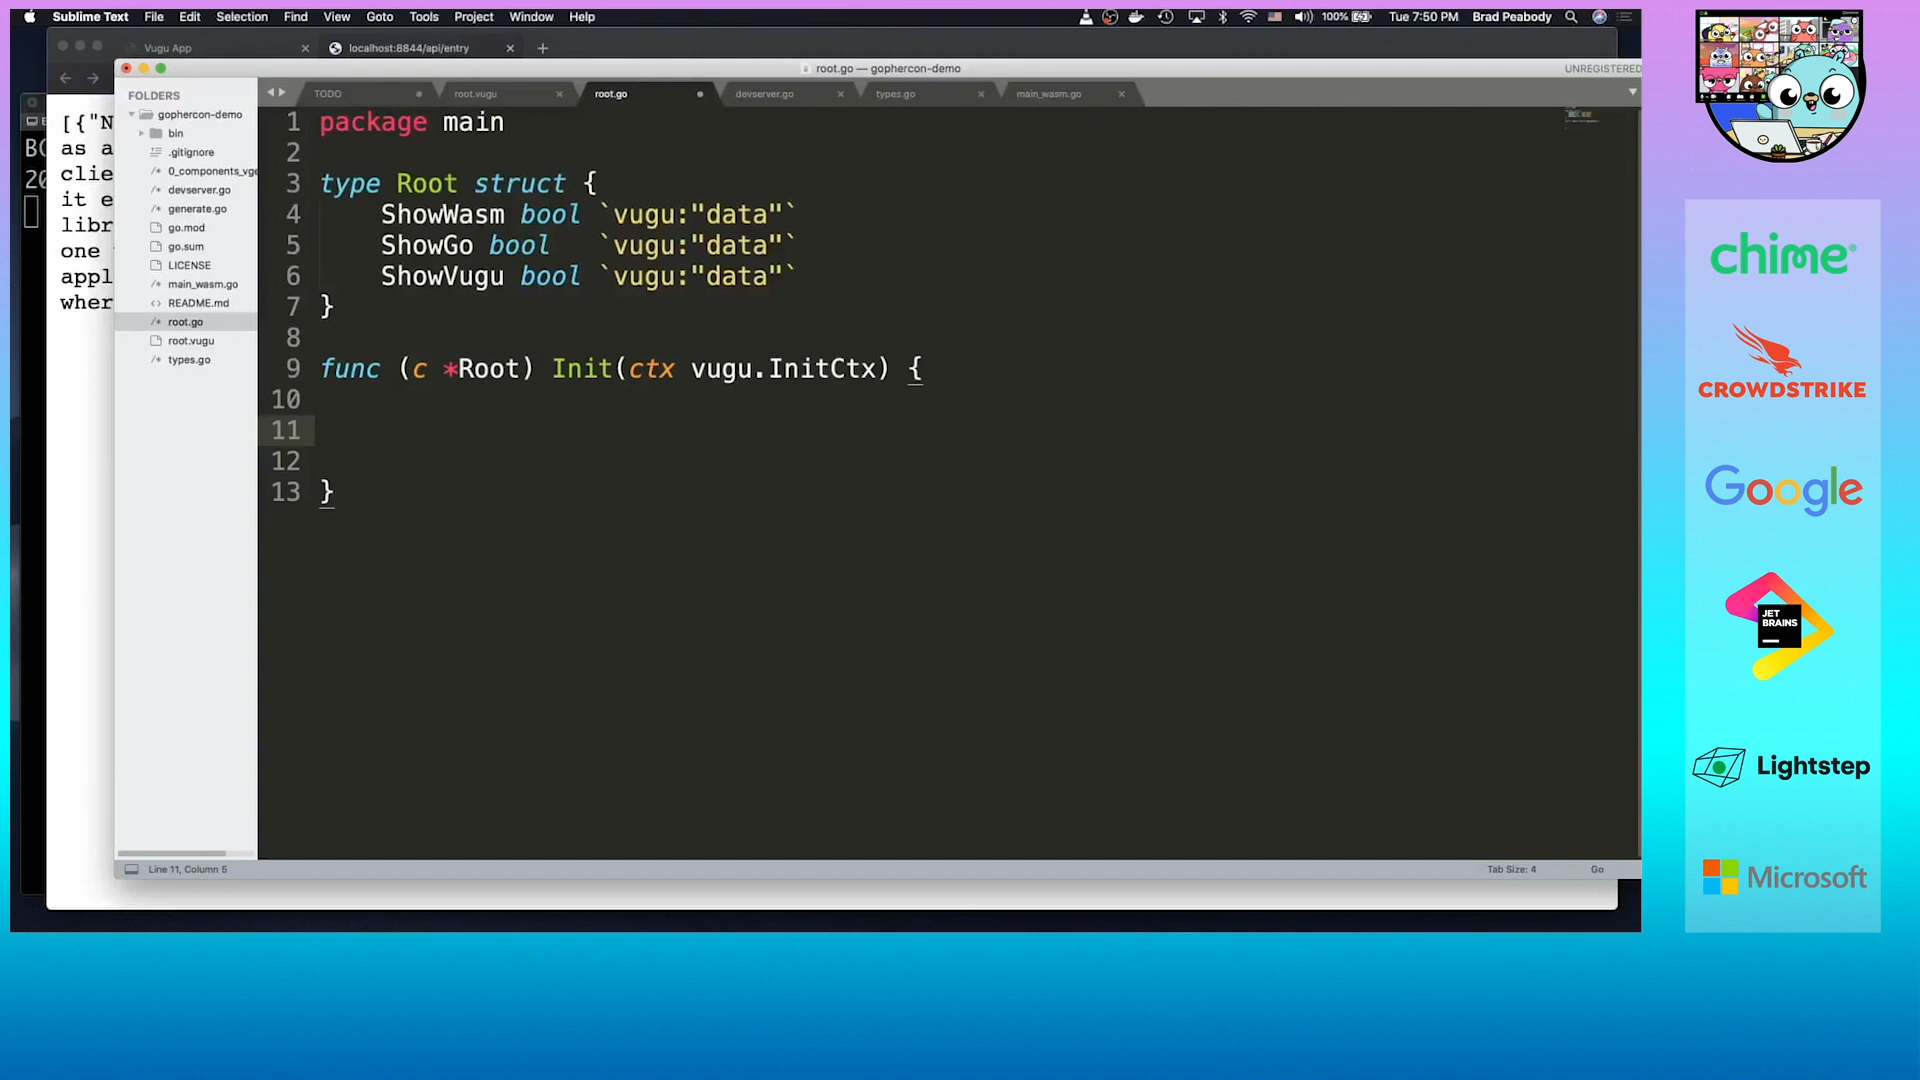 Sublime Text File Edit Selection Find View Goto Tools Project Window Help 100% Tue 7:50 PM Brad Peabody
Vugu App
localhost:8844/api/entry
root.go — gophercon-demo
UNREGISTERED
FOLDERS
gophercon-demo
bin
.gitignore
0_components_vge
devserver.go
generate.go
go.mod
go.sum
LICENSE
main_wasm.go
README.md
root.go
root.vugu
types.go
TODO
root.vugu
root.go
devserver.go
types.go
main_wasm.go
[{"N
as a
clie
it e
libr
one
appl
wher
1 package main
2
3 type Root struct {
4 ShowWasm bool `vugu:"data"`
5 ShowGo bool `vugu:"data"`
6 ShowVugu bool `vugu:"data"`
7 }
8
9 func (c *Root) Init(ctx vugu.InitCtx) {
10
11
12
13 }
Line 11, Column 5
Tab Size: 4
Go
chime
CROWDSTRIKE
Google
JET
BRAINS
Lightstep
Microsoft